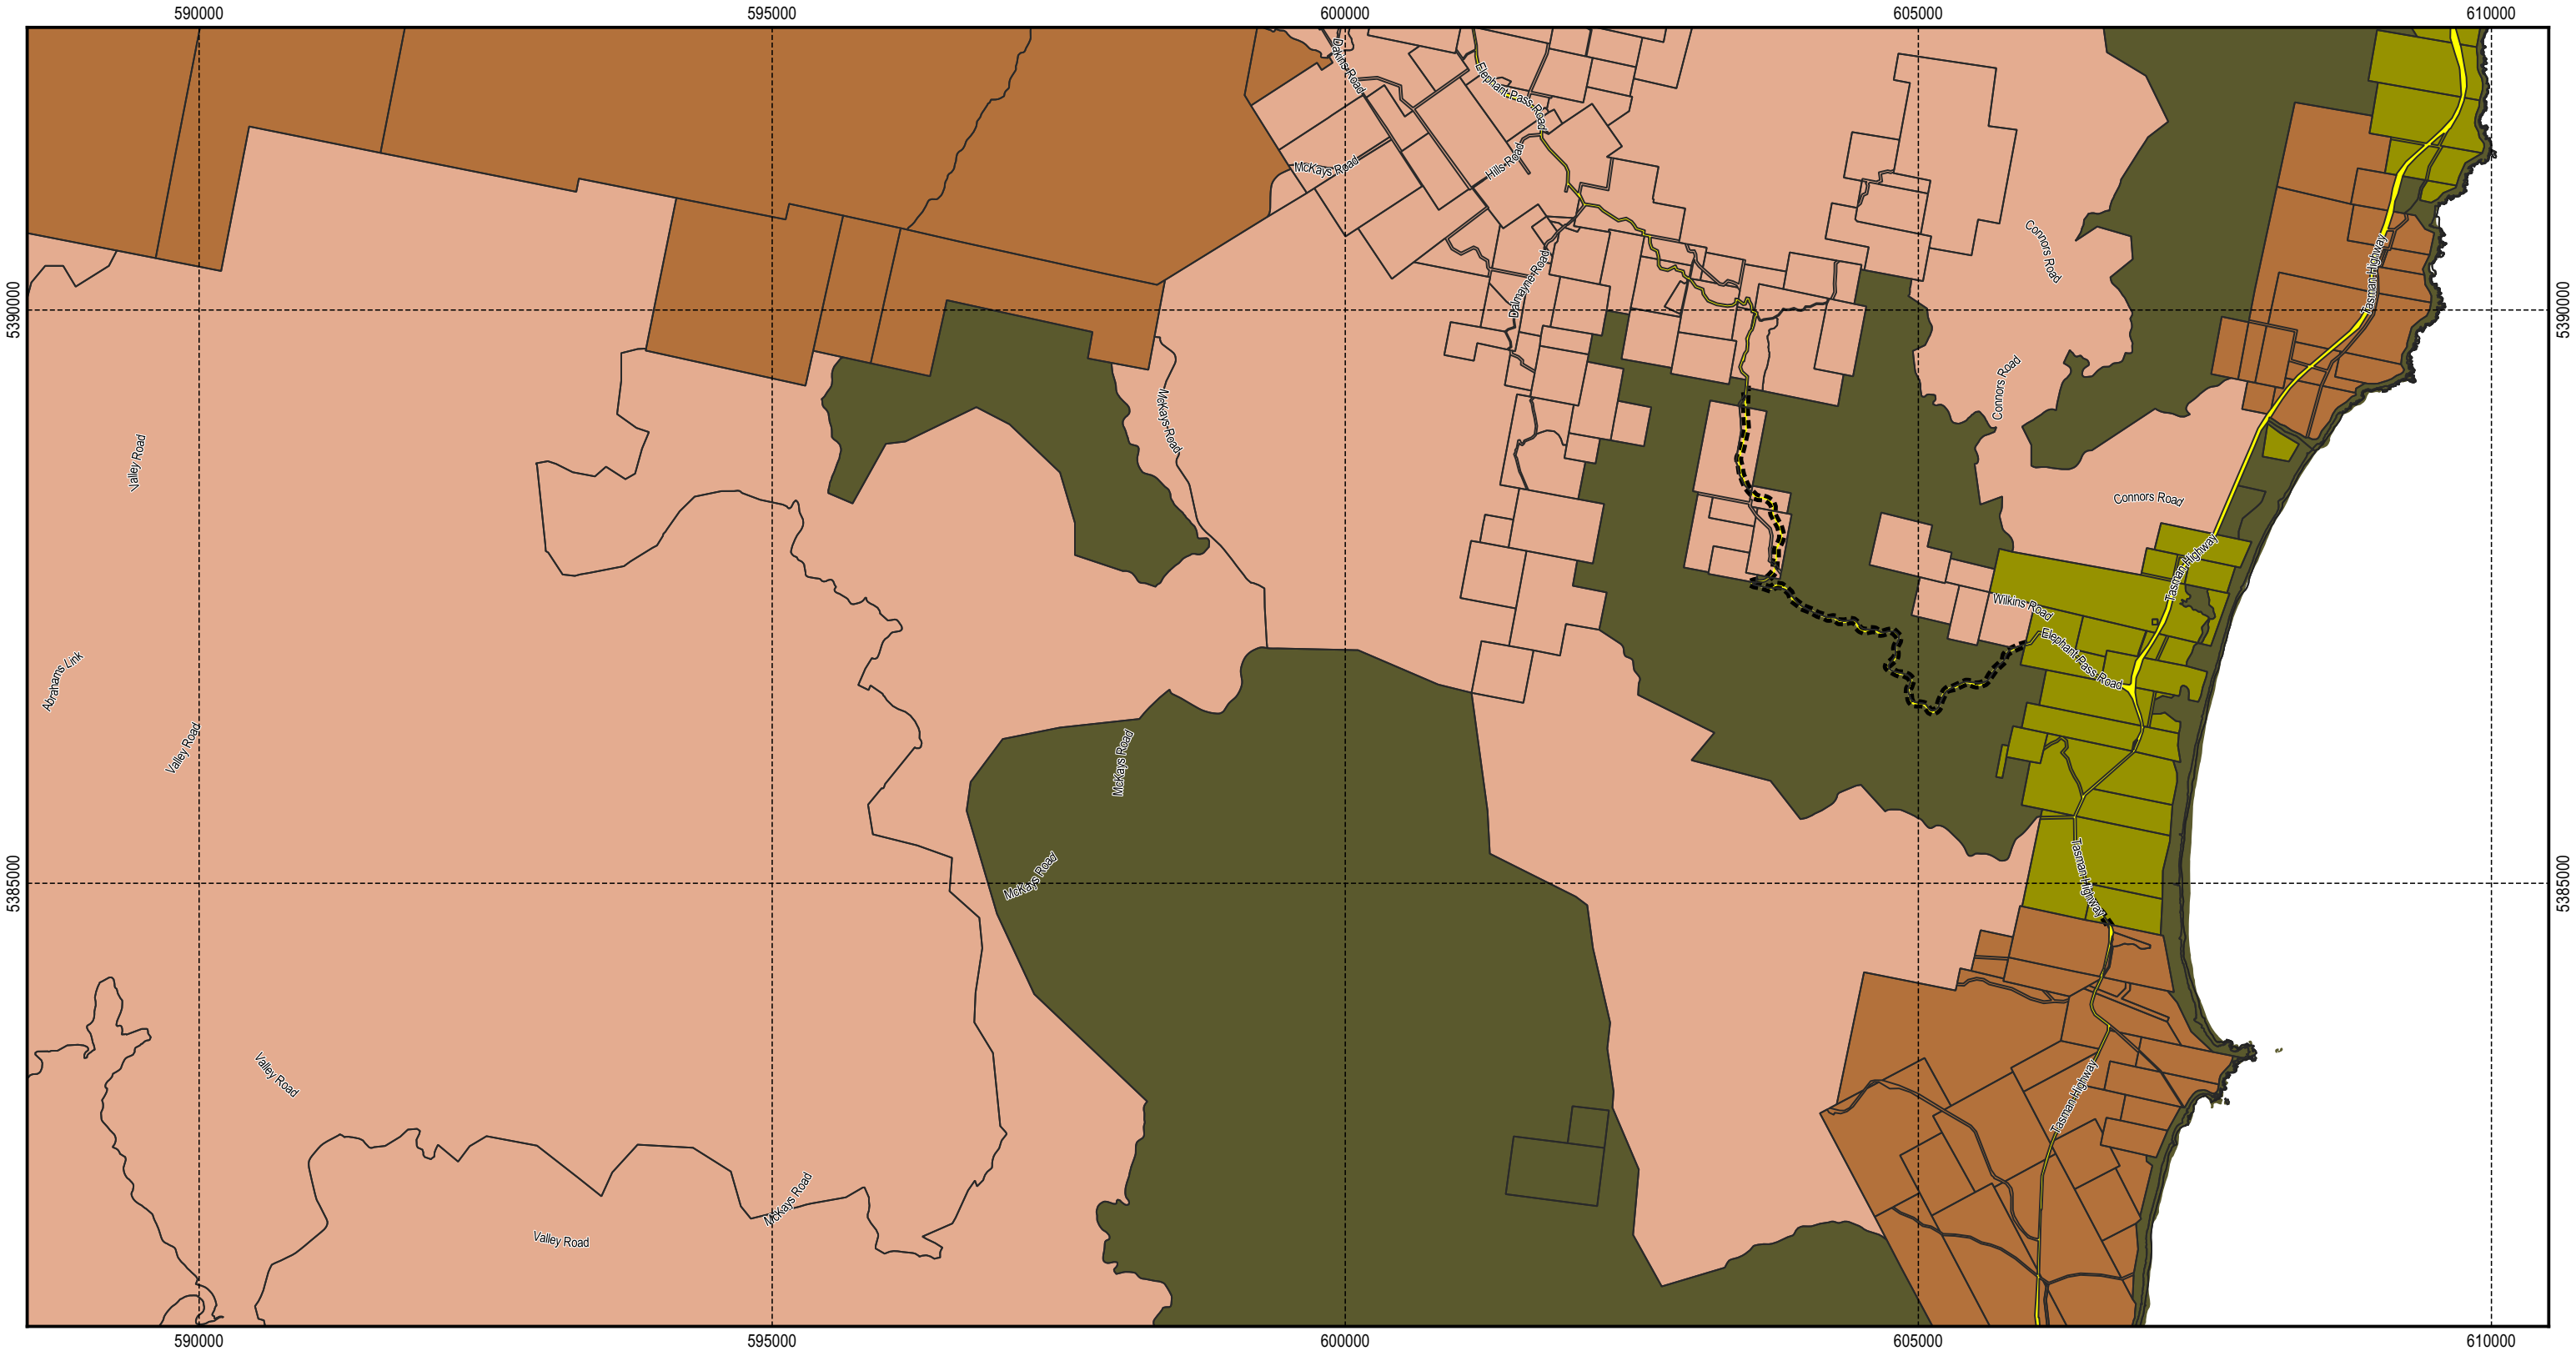 590000
595000
600000
605000
610000
Dakins Road
Elephant Pass Road
Hills Road
McKays Road
Connors Road
Tasman Highway
Dalmayne Road
5390000
5390000
Connors Road
McKays Road
Valley Road
Connors Road
Tasman Highway
Wilkins Road
Elephant Pass Road
Abrahams Link
Valley Road
McKays Road
McKays Road
Tasman Highway
5385000
5385000
Valley Road
Tasman Highway
McKays Road
Valley Road
590000
595000
600000
605000
610000